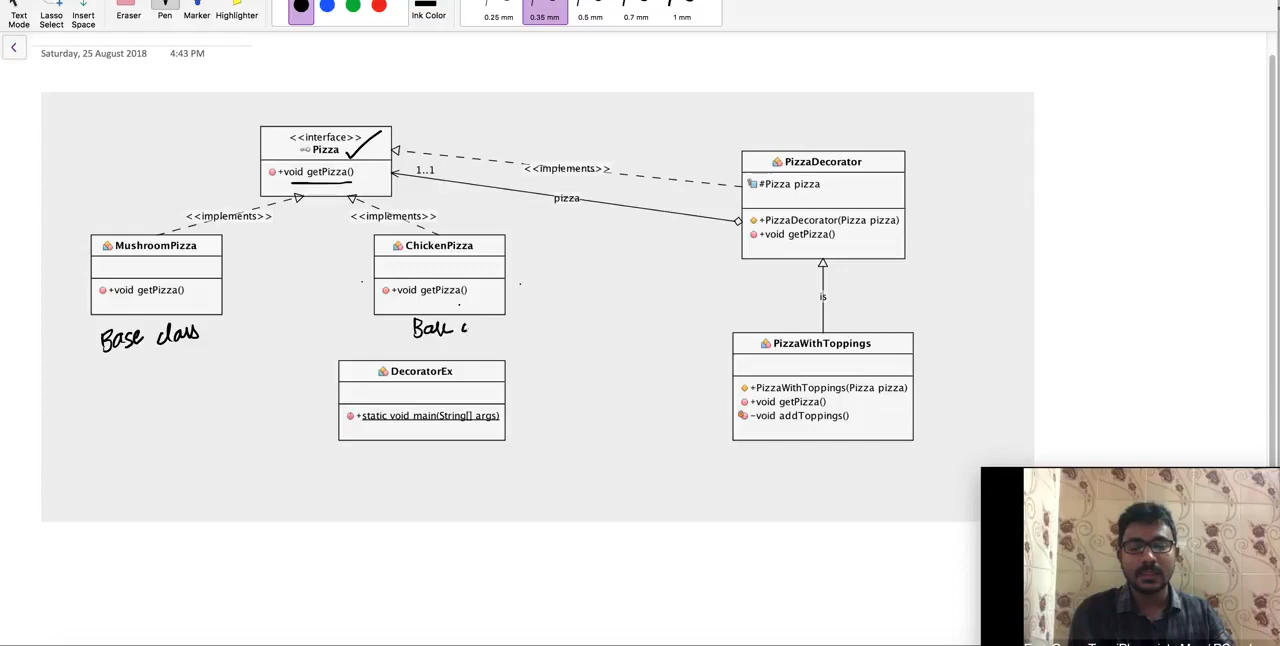 Text
Mode
Lasso
Select
Insert
Space
Eraser
Pen
Marker
Highlighter
Ink Color
0.25 mm
0.35 mm
0.5 mm
0.7 mm
1 mm
Saturday, 25 August 2018 4:43 PM
<<interface>>
Pizza
+void getPizza()
1..1
<<implements>>
pizza
PizzaDecorator
#Pizza pizza
+PizzaDecorator(Pizza pizza)
+void getPizza()
<<implements>>
<<implements>>
MushroomPizza
+void getPizza()
Base class
ChickenPizza
+void getPizza()
Base c
is
DecoratorEx
+static void main(String[] args)
PizzaWithToppings
+PizzaWithToppings(Pizza pizza)
+void getPizza()
-void addToppings()